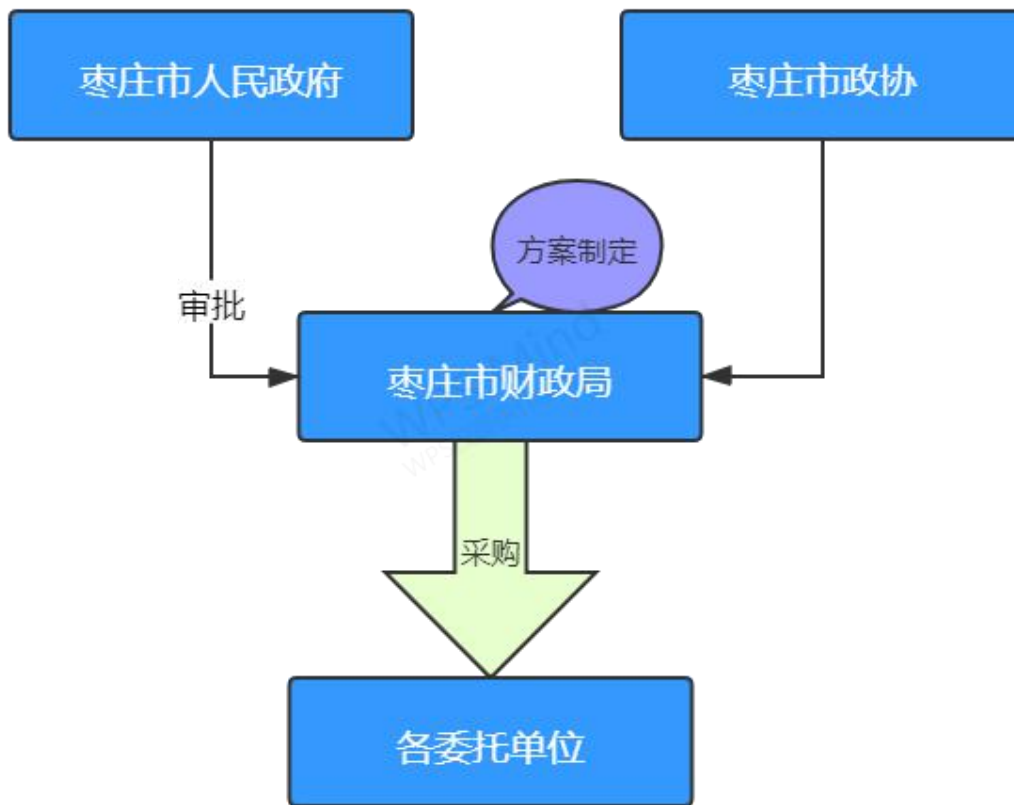 枣庄市人民政府
枣庄市政协
方案制定
审批
枣庄市财政局
采购
各委托单位